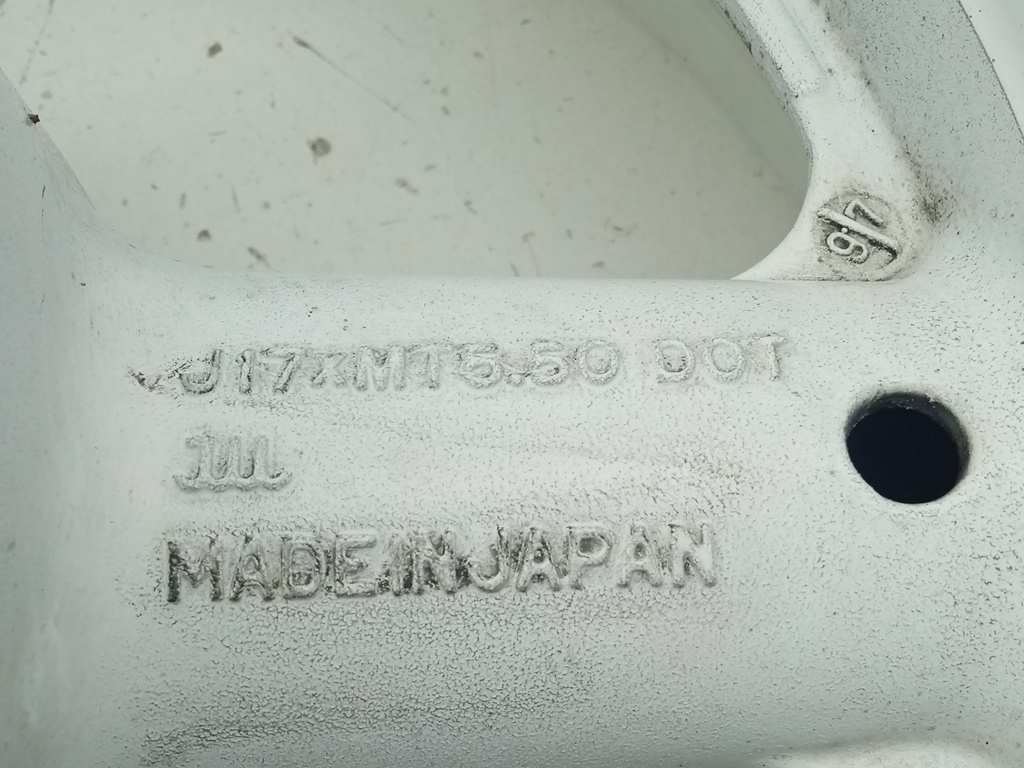 9.7
J17×MT5.50 DOT
JWL
MADE IN JAPAN